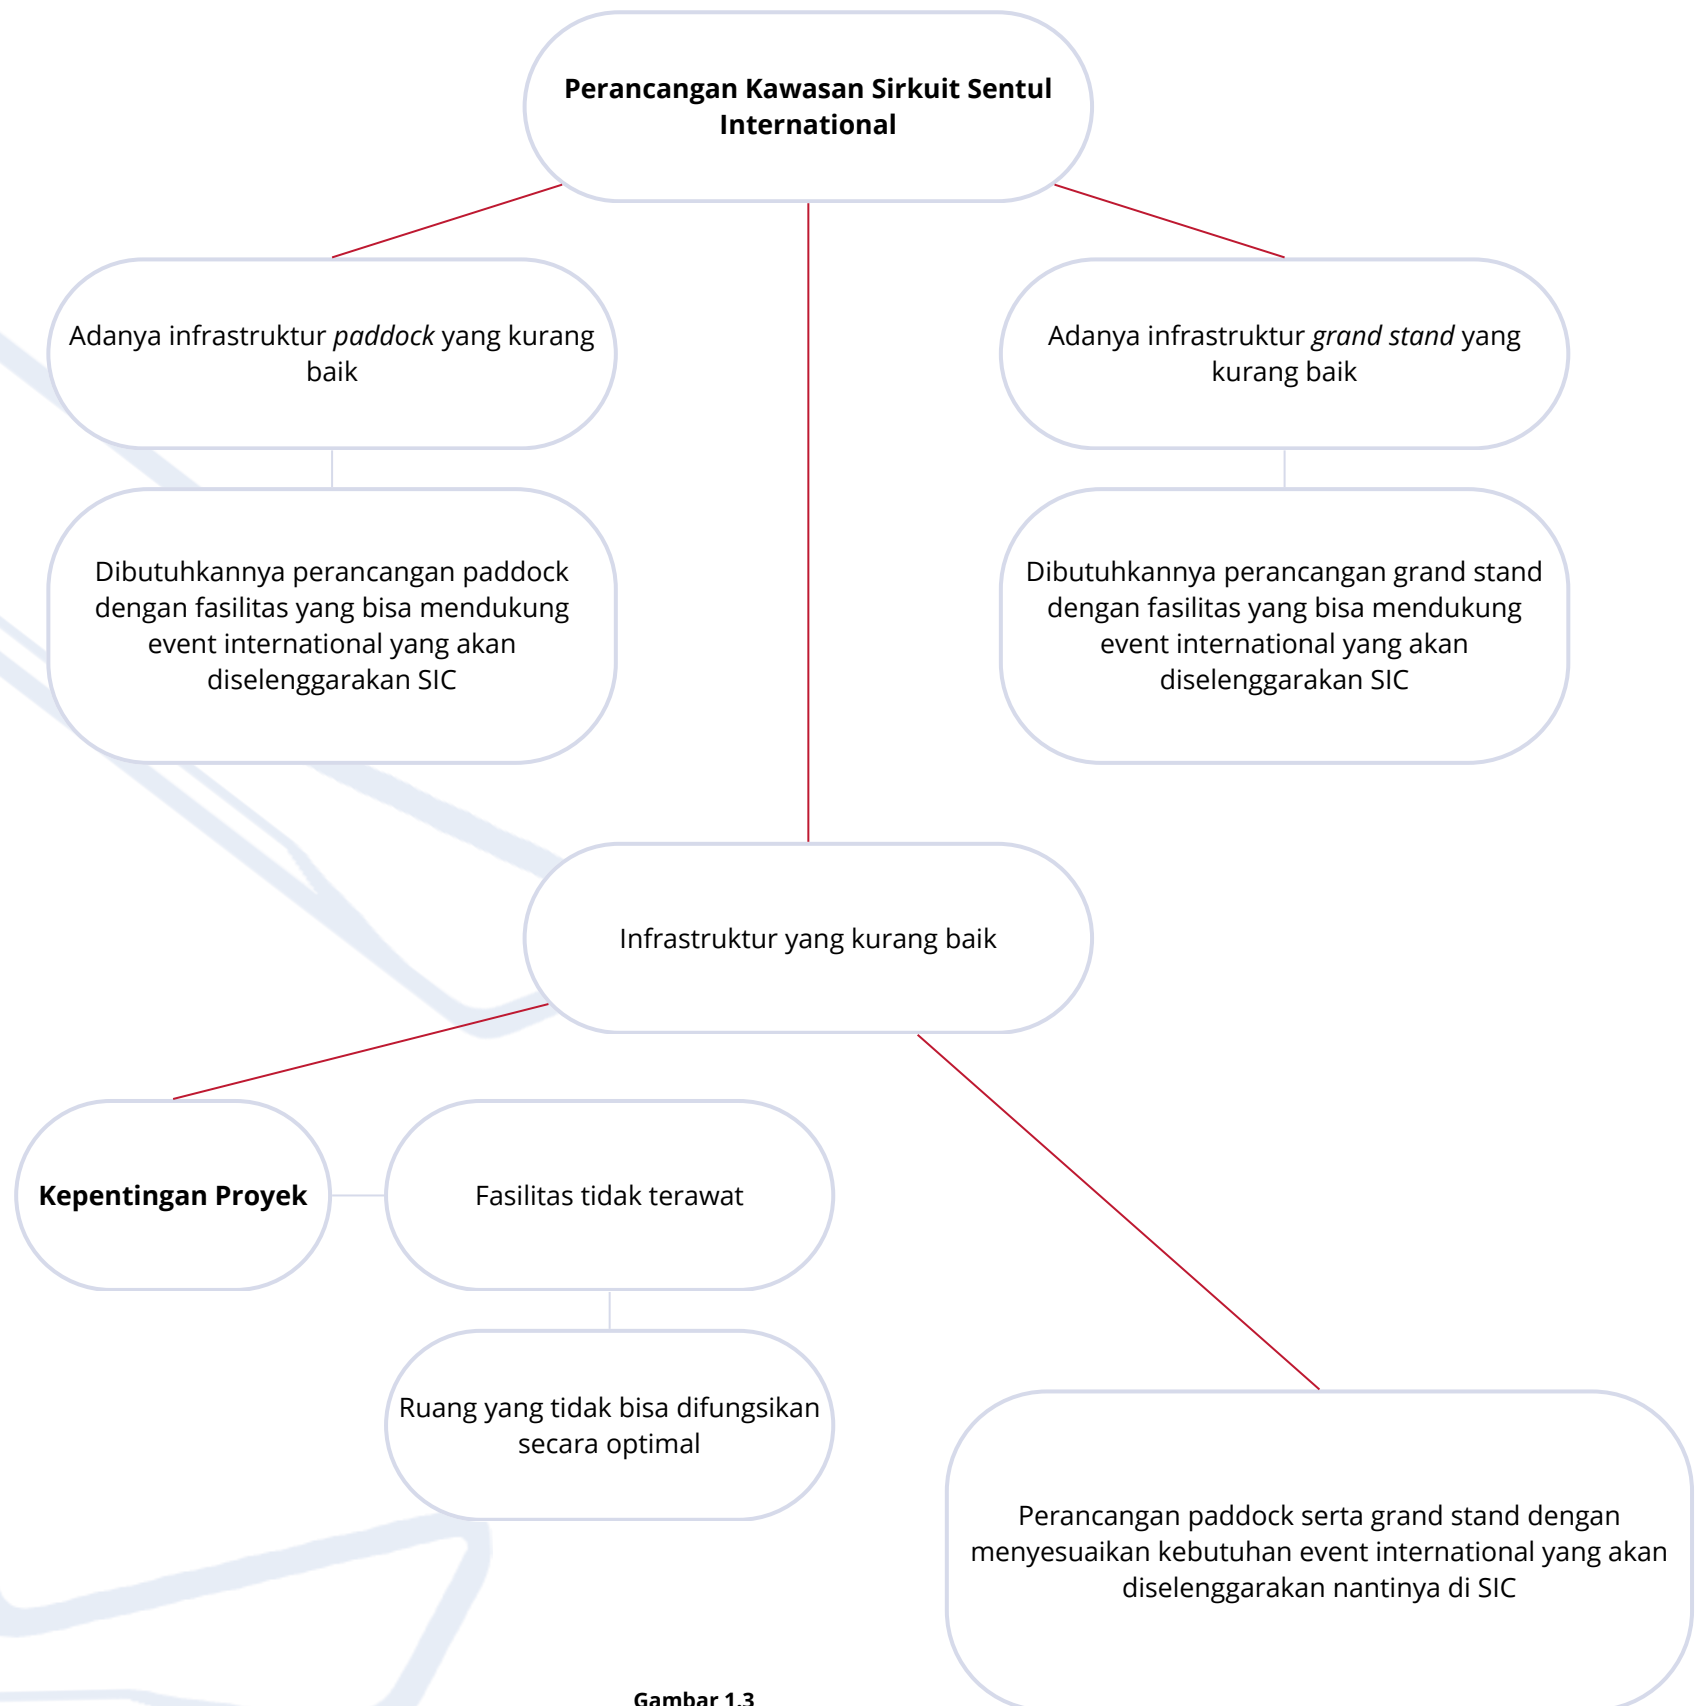 Perancangan Kawasan Sirkuit Sentul
International
Adanya infrastruktur paddock yang kurang
baik
Adanya infrastruktur grand stand yang
kurang baik
Dibutuhkannya perancangan paddock
dengan fasilitas yang bisa mendukung
event international yang akan
diselenggarakan SIC
Dibutuhkannya perancangan grand stand
dengan fasilitas yang bisa mendukung
event international yang akan
diselenggarakan SIC
Infrastruktur yang kurang baik
Kepentingan Proyek
Fasilitas tidak terawat
Ruang yang tidak bisa difungsikan
secara optimal
Perancangan paddock serta grand stand dengan
menyesuaikan kebutuhan event international yang akan
diselenggarakan nantinya di SIC
Gambar 1.3